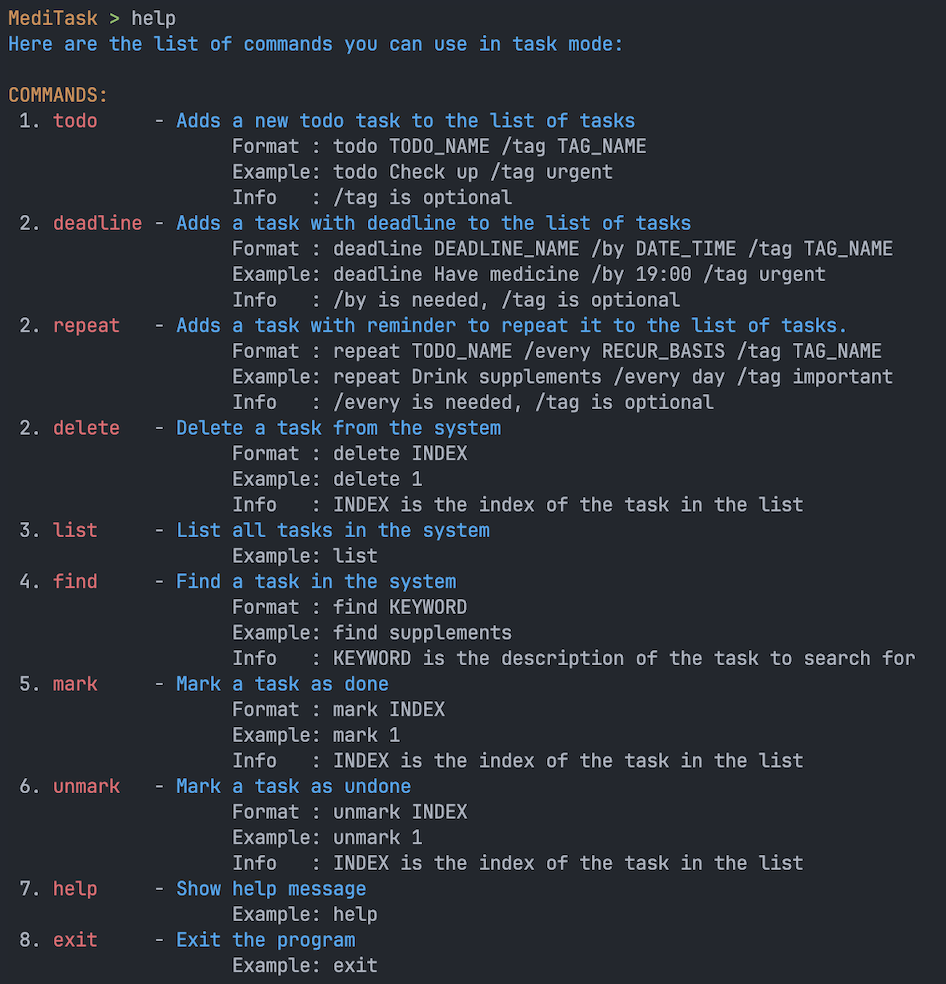 MediTask > help
Here are the list of commands you can use in task mode:

COMMANDS:
1. todo - Adds a new todo task to the list of tasks
Format : todo TODO_NAME /tag TAG_NAME
Example: todo Check up /tag urgent
Info : /tag is optional
2. deadline - Adds a task with deadline to the list of tasks
Format : deadline DEADLINE_NAME /by DATE_TIME /tag TAG_NAME
Example: deadline Have medicine /by 19:00 /tag urgent
Info : /by is needed, /tag is optional
2. repeat - Adds a task with reminder to repeat it to the list of tasks.
Format : repeat TODO_NAME /every RECUR_BASIS /tag TAG_NAME
Example: repeat Drink supplements /every day /tag important
Info : /every is needed, /tag is optional
2. delete - Delete a task from the system
Format : delete INDEX
Example: delete 1
Info : INDEX is the index of the task in the list
3. list - List all tasks in the system
Example: list
4. find - Find a task in the system
Format : find KEYWORD
Example: find supplements
Info : KEYWORD is the description of the task to search for
5. mark - Mark a task as done
Format : mark INDEX
Example: mark 1
Info : INDEX is the index of the task in the list
6. unmark - Mark a task as undone
Format : unmark INDEX
Example: unmark 1
Info : INDEX is the index of the task in the list
7. help - Show help message
Example: help
8. exit - Exit the program
Example: exit